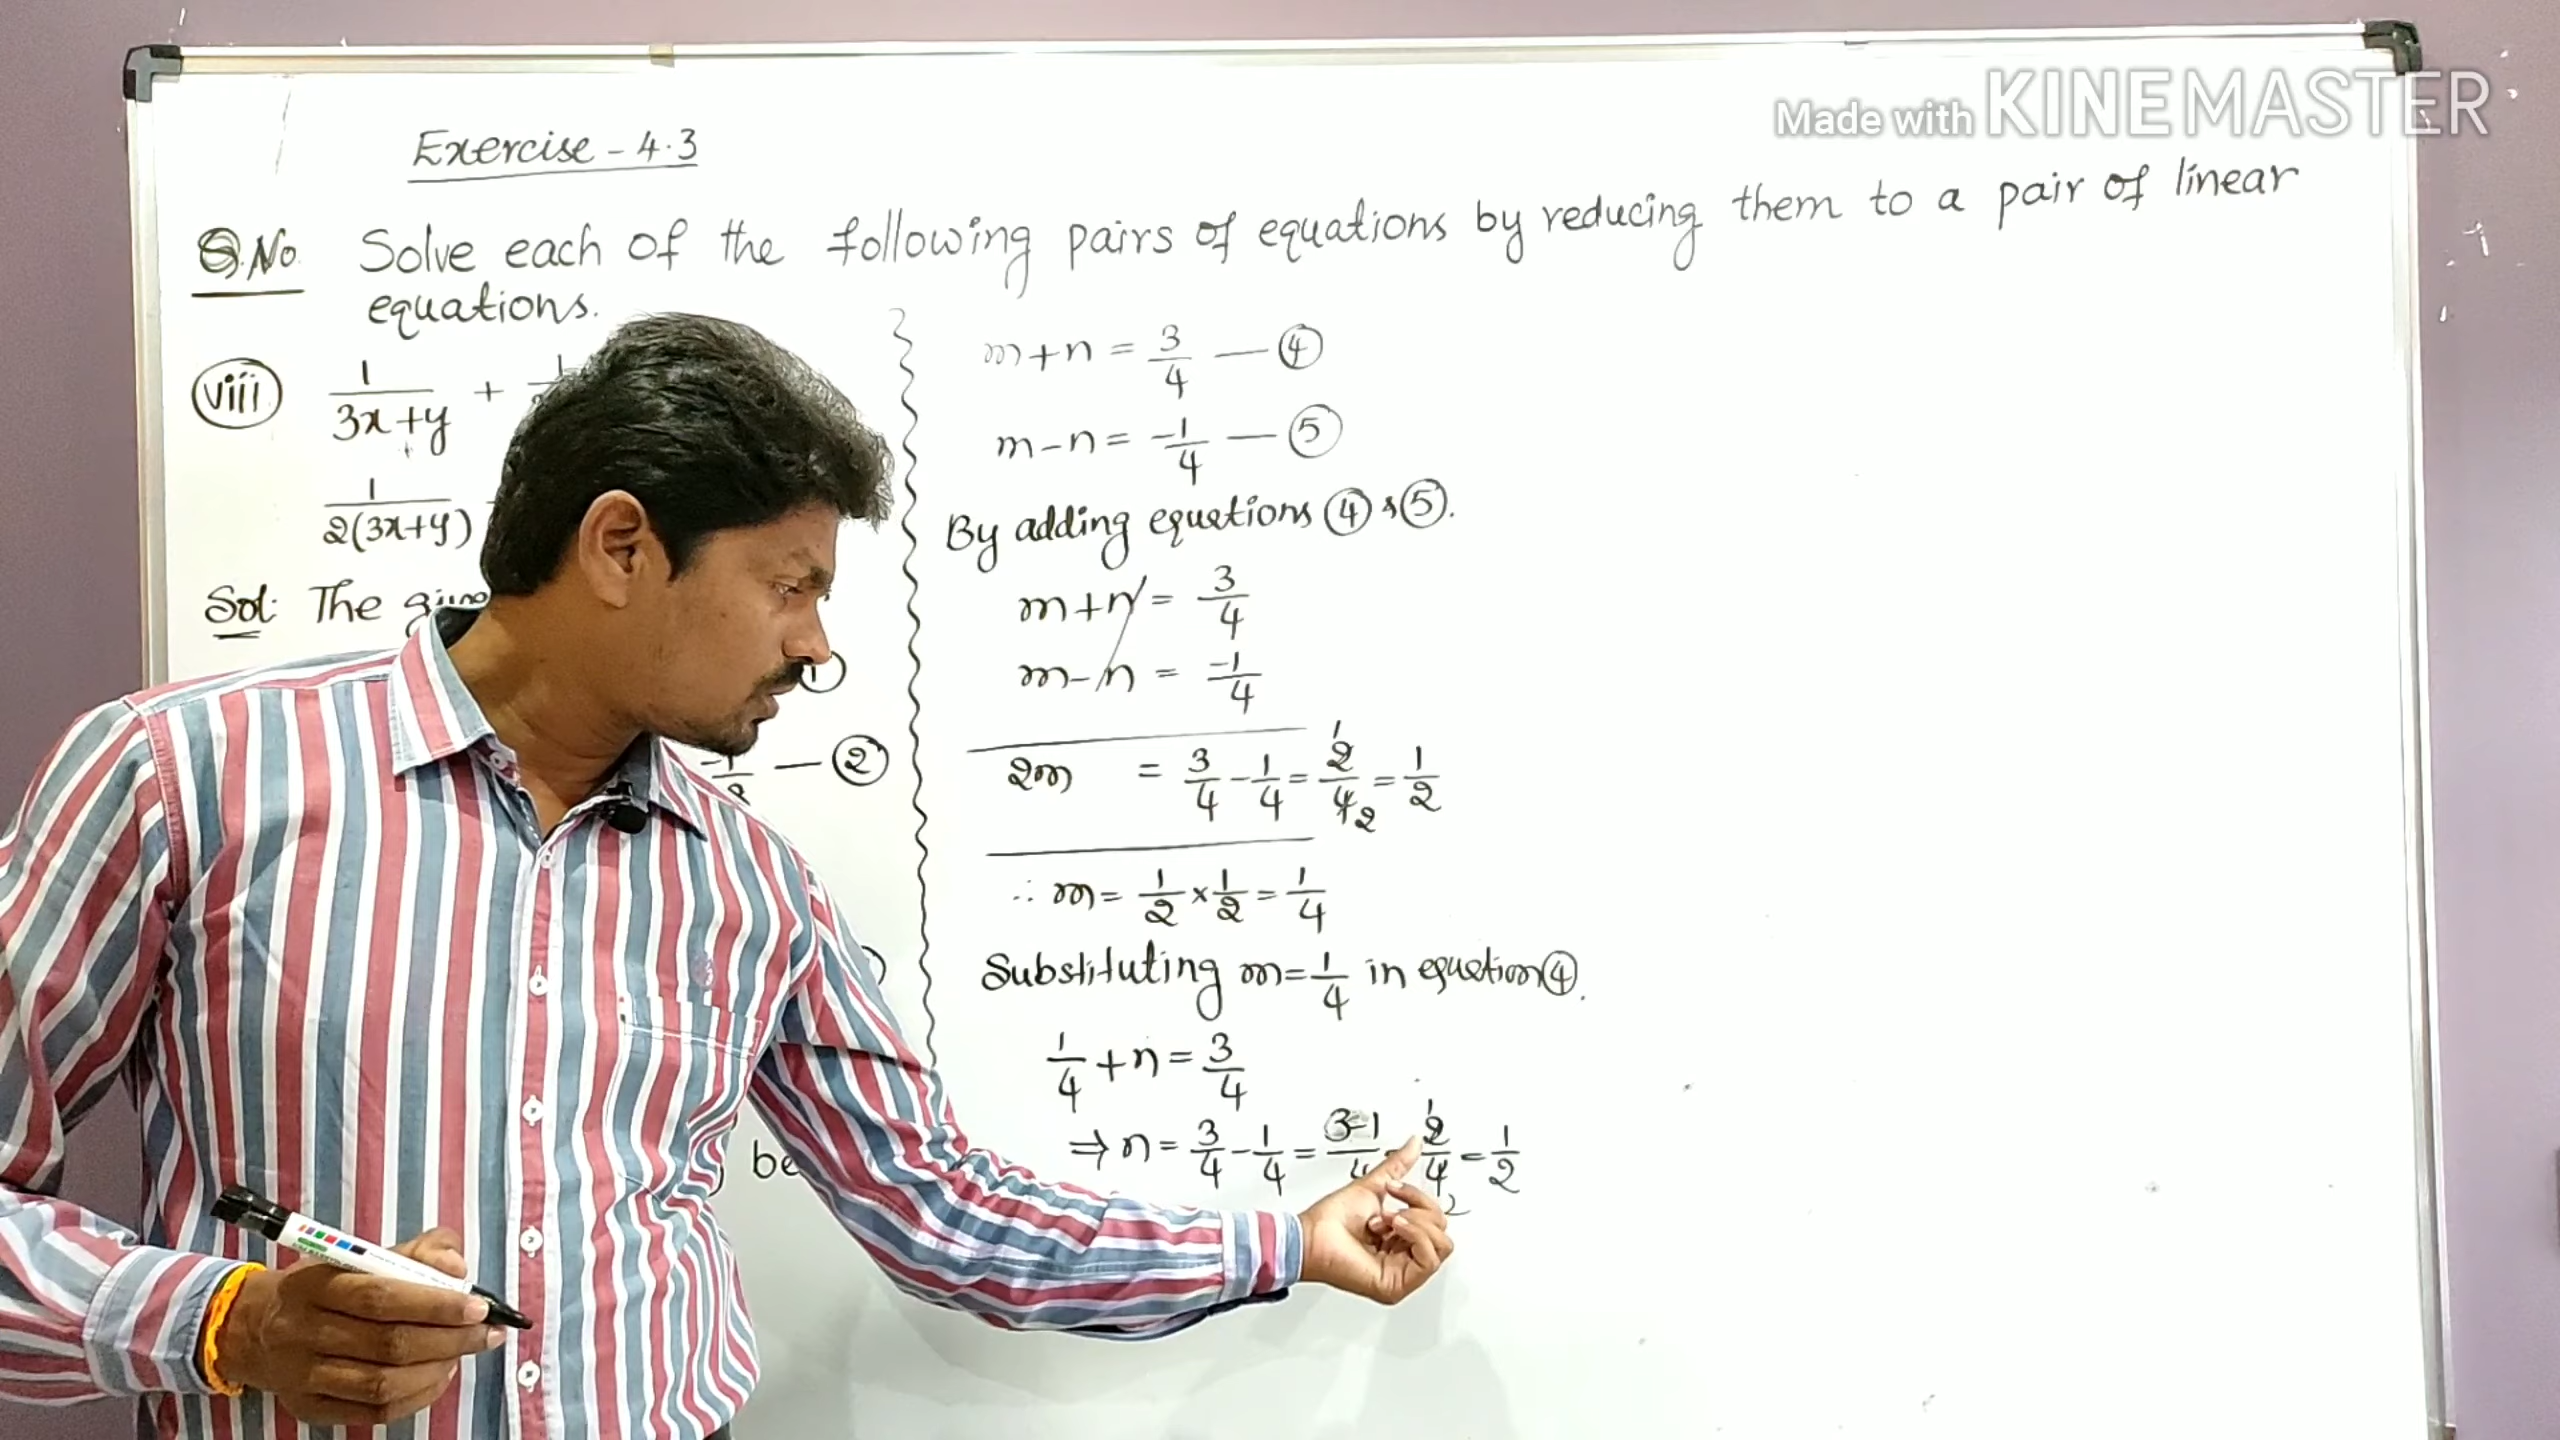 Made with KINEMASTER
Exercise - 4.3
Q.No. Solve each of the following pairs of equations by reducing them to a pair of linear
equations.
(viii) 1/(3x+y) + 1
1/(2(3x+y))
Sol: The
①
-1/2 — ②
be
m+n = 3/4 — ④
m-n = -1/4 — ⑤
By adding equations ④ & ⑤.
m+n = 3/4
m-n = -1/4
2m = 3/4 - 1/4 = 2/4 = 1/2
∴ m = 1/2 × 1/2 = 1/4
Substituting m = 1/4 in equation ④.
1/4 + n = 3/4
⇒ n = 3/4 - 1/4 = 3-1/4 = 2/4 = 1/2